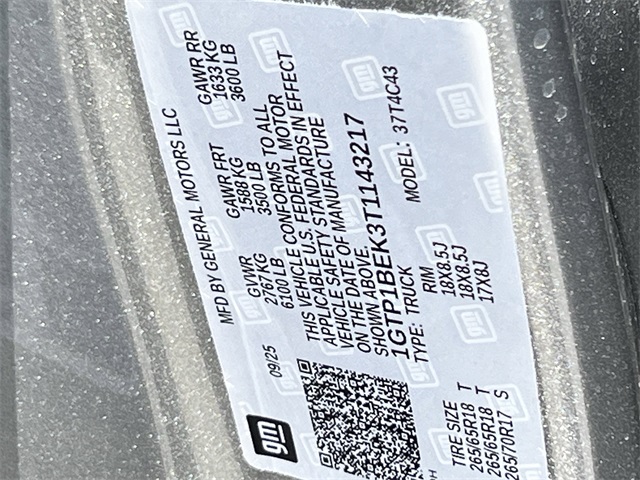 MFD BY GENERAL MOTORS LLC
09/25 GVWR GAWR FRT GAWR RR
2767 KG 1588 KG 1633 KG
6100 LB 3500 LB 3600 LB
THIS VEHICLE CONFORMS TO ALL
APPLICABLE U.S. FEDERAL MOTOR
VEHICLE SAFETY STANDARDS IN EFFECT
ON THE DATE OF MANUFACTURE
SHOWN ABOVE.
1GTP1BEK3T1143217
TYPE: TRUCK MODEL: 37T4C43
TIRE SIZE RIM
265/65R18 T 18X8.5J
265/65R18 T 18X8.5J
265/70R17 S 17X8J
gm